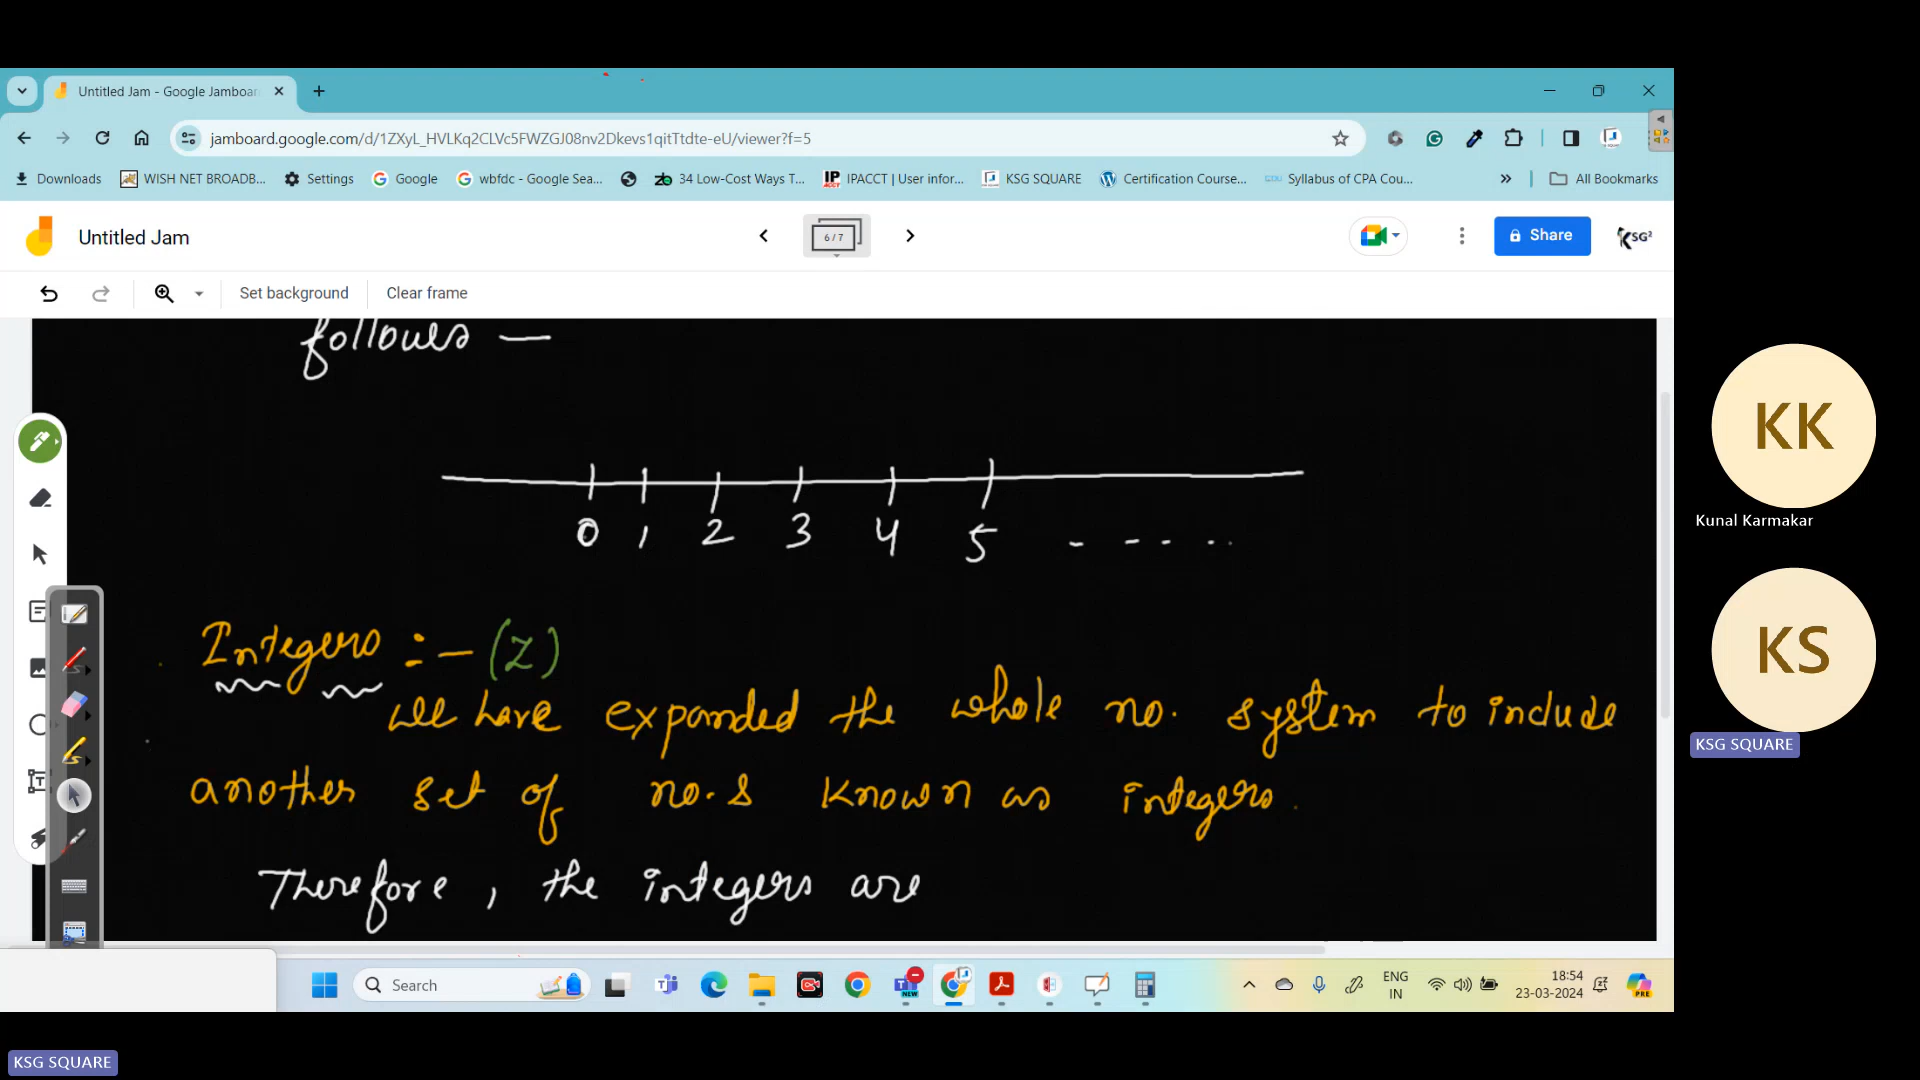 Untitled Jam - Google Jamboar
jamboard.google.com/d/1ZXyL_HVLKq2CLVc5FWZGJ08nv2Dkevs1qitTtdte-eU/viewer?f=5
Downloads WISH NET BROADB... Settings Google wbfdc - Google Sea... 34 Low-Cost Ways T... IPACCT | User infor... KSG SQUARE Certification Course... Syllabus of CPA Cou... » All Bookmarks
Untitled Jam 6 / 7 Share KSG²
Set background Clear frame
follows —
0 1 2 3 4 5 - - - - . .
Integers :- (Z)
We have expanded the whole no. system to include
another set of no.s known as integers.
Therefore, the integers are
KK
Kunal Karmakar
KS
KSG SQUARE
Search
ENG
IN
18:54
23-03-2024
KSG SQUARE